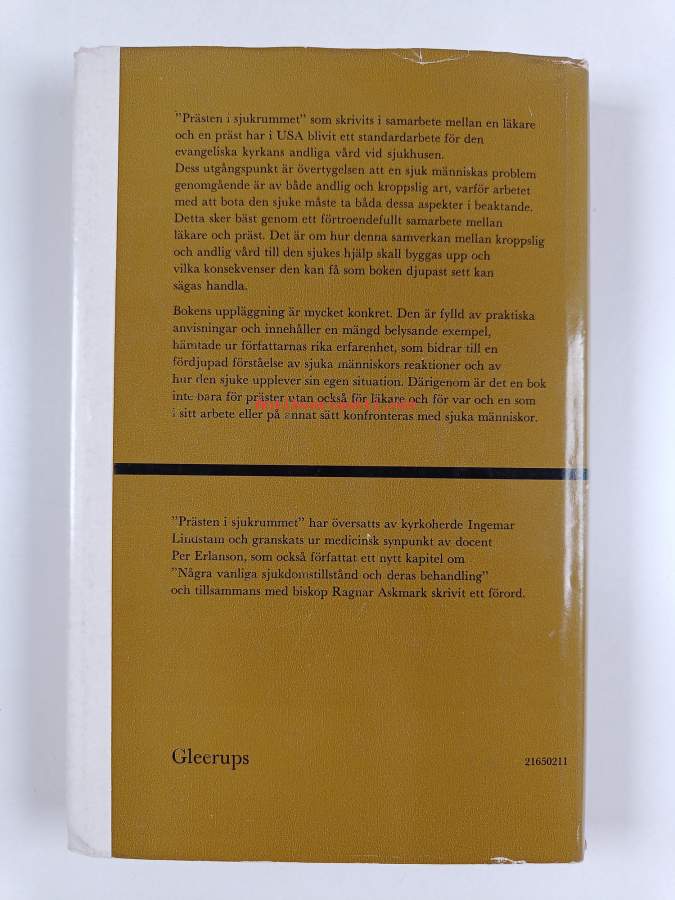 "Prästen i sjukrummet" som skrivits i samarbete mellan en läkare
och en präst har i USA blivit ett standardarbete för den
evangeliska kyrkans andliga vård vid sjukhusen.
Dess utgångspunkt är övertygelsen att en sjuk människas problem
genomgående är av både andlig och kroppslig art, varför arbetet
med att bota den sjuke måste ta båda dessa aspekter i beaktande.
Detta sker bäst genom ett förtroendefullt samarbete mellan
läkare och präst. Det är om hur denna samverkan mellan kroppslig
och andlig vård till den sjukes hjälp skall byggas upp och
vilka konsekvenser den kan få som boken djupast sett kan
sägas handla.
Bokens uppläggning är mycket konkret. Den är fylld av praktiska
anvisningar och innehåller en mängd belysande exempel,
hämtade ur författarnas rika erfarenhet, som bidrar till en
fördjupad förståelse av sjuka människors reaktioner och av
hur den sjuke upplever sin egen situation. Därigenom är det en bok
inte bara för präster utan också för läkare och för var och en som
i sitt arbete eller på annat sätt konfronteras med sjuka människor.
"Prästen i sjukrummet" har översatts av kyrkoherde Ingemar
Lindstam och granskats ur medicinsk synpunkt av docent
Per Erlanson, som också författat ett nytt kapitel om
"Några vanliga sjukdomstillstånd och deras behandling"
och tillsammans med biskop Ragnar Askmark skrivit ett förord.
Gleerups
21650211